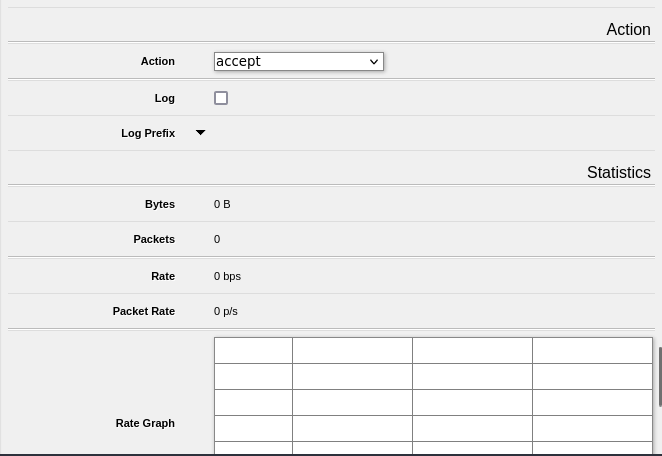 Action
Action accept
Log
Log Prefix
Statistics
Bytes 0 B
Packets 0
Rate 0 bps
Packet Rate 0 p/s
Rate Graph